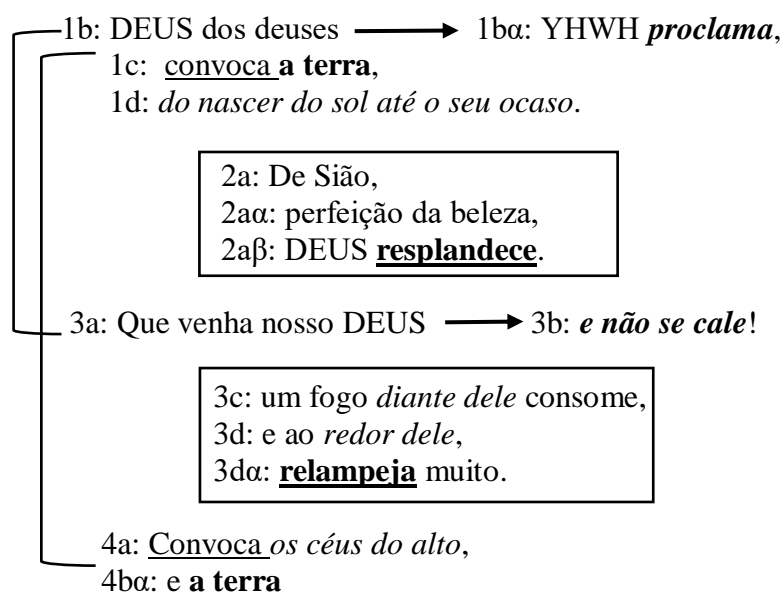 1b: DEUS dos deuses 1bα: YHWH proclama,
1c: convoca a terra,
1d: do nascer do sol até o seu ocaso.
2a: De Sião,
2aα: perfeição da beleza,
2aβ: DEUS resplandece.
3a: Que venha nosso DEUS 3b: e não se cale!
3c: um fogo diante dele consome,
3d: e ao redor dele,
3dα: relampeja muito.
4a: Convoca os céus do alto,
4bα: e a terra